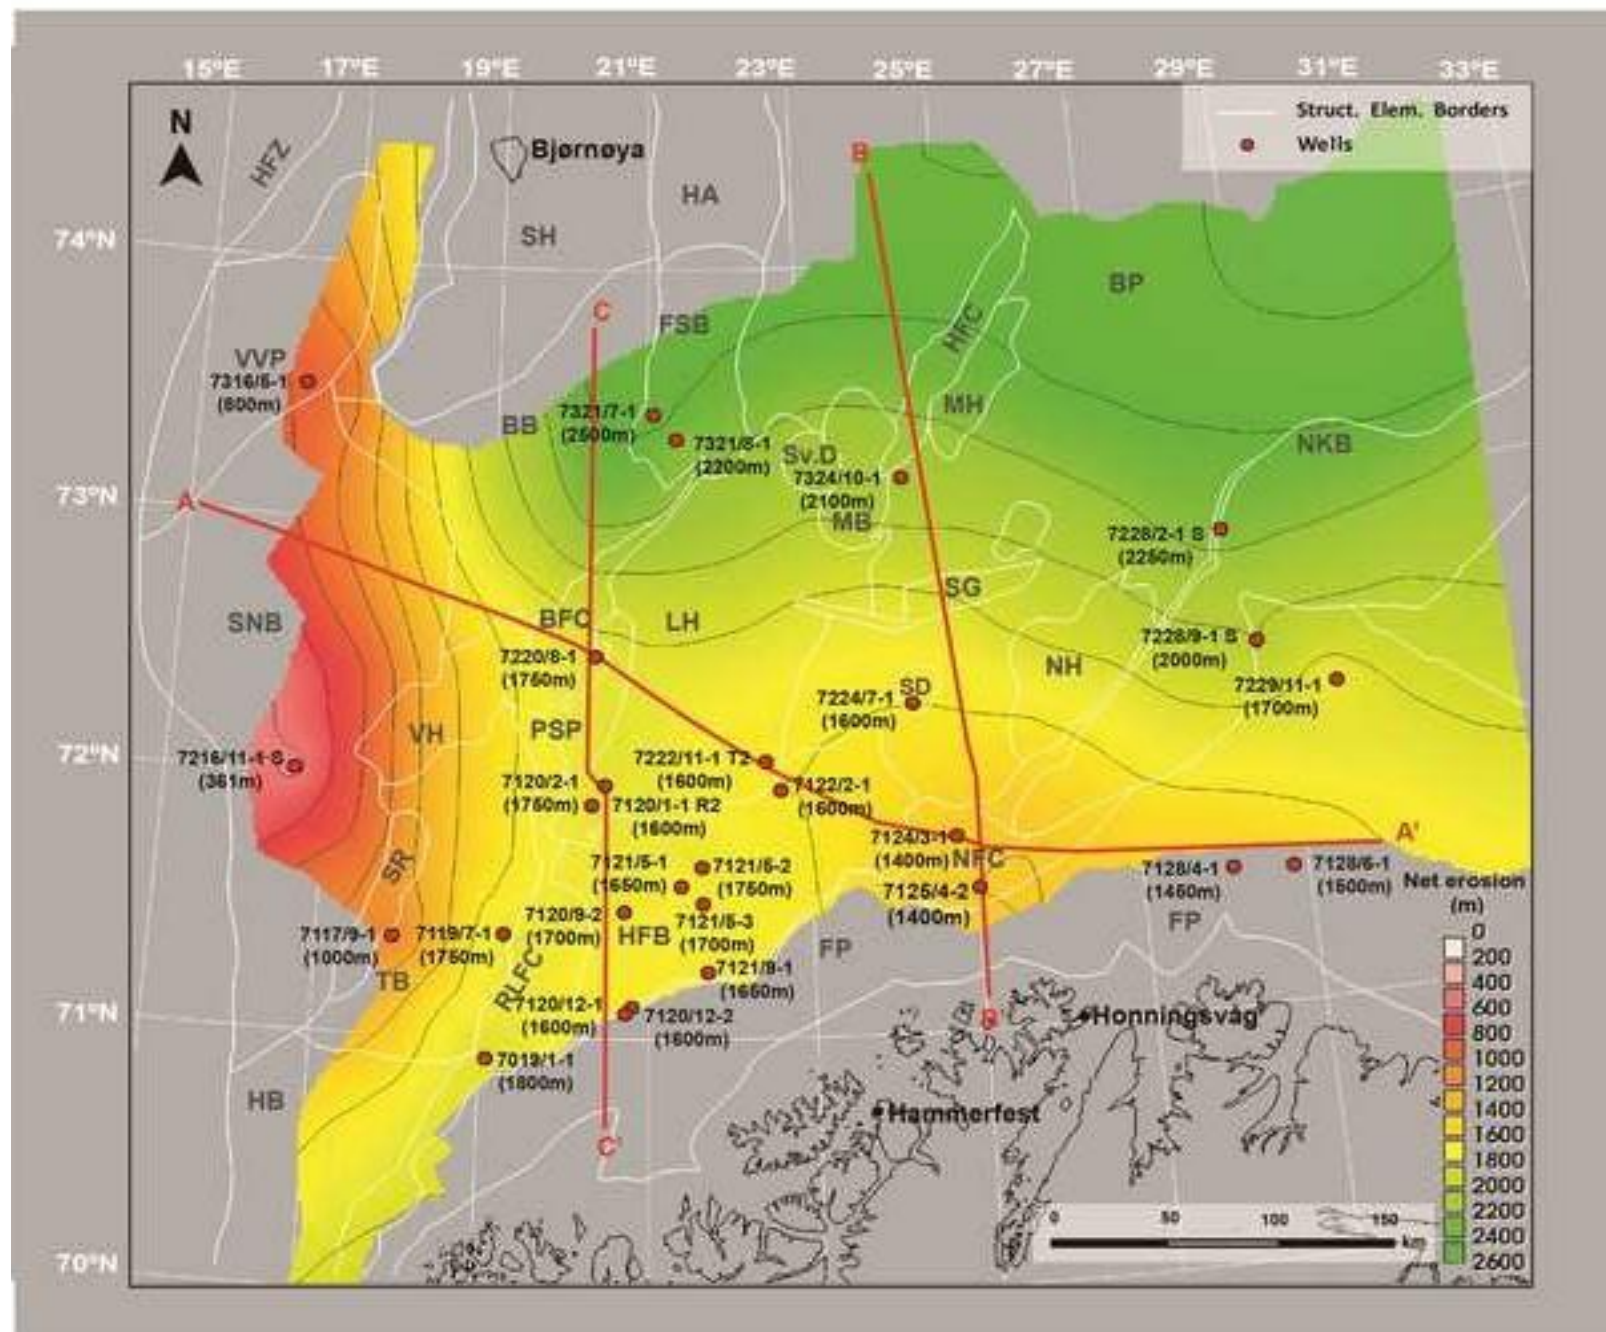 15°E 17°E 19°E 21°E 23°E 25°E 27°E 29°E 31°E 33°E
Struct. Elem. Borders
Wells
N
Bjørnøya
HFZ
HA
SH
B
74°N
BP
C
FSB
HFC
VVP
7316/5-1
(800m)
MH
BB
7321/7-1
(2500m)
7321/8-1
(2200m)
Sv.D
NKB
7324/10-1
(2100m)
73°N
A
MB
7228/2-1 S
(2250m)
SG
SNB
BFC
LH
7228/9-1 S
(2000m)
7220/8-1
(1750m)
NH
7229/11-1
(1700m)
SD
7224/7-1
(1600m)
VH
PSP
72°N
7216/11-1 S
(361m)
7222/11-1 T2
(1600m)
7120/2-1
(1750m)
7122/2-1
(1600m)
7120/1-1 R2
(1600m)
A'
7124/3-1
(1400m)
NFC
SR
7121/5-1
(1650m)
7121/5-2
(1750m)
7128/4-1
(1450m)
7128/6-1
(1500m)
7125/4-2
(1400m)
7120/9-2
(1700m)
7121/5-3
(1700m)
HFB
FP
FP
7117/9-1
(1000m)
7119/7-1
(1750m)
TB
RLFC
7121/9-1
(1650m)
71°N
7120/12-1
(1600m)
7120/12-2
(1600m)
Honningsvåg
7019/1-1
(1800m)
HB
Hammerfest
C'
70°N
Net erosion
(m)
0
200
400
600
800
1000
1200
1400
1600
1800
2000
2200
2400
2600
0 50 100 150
km